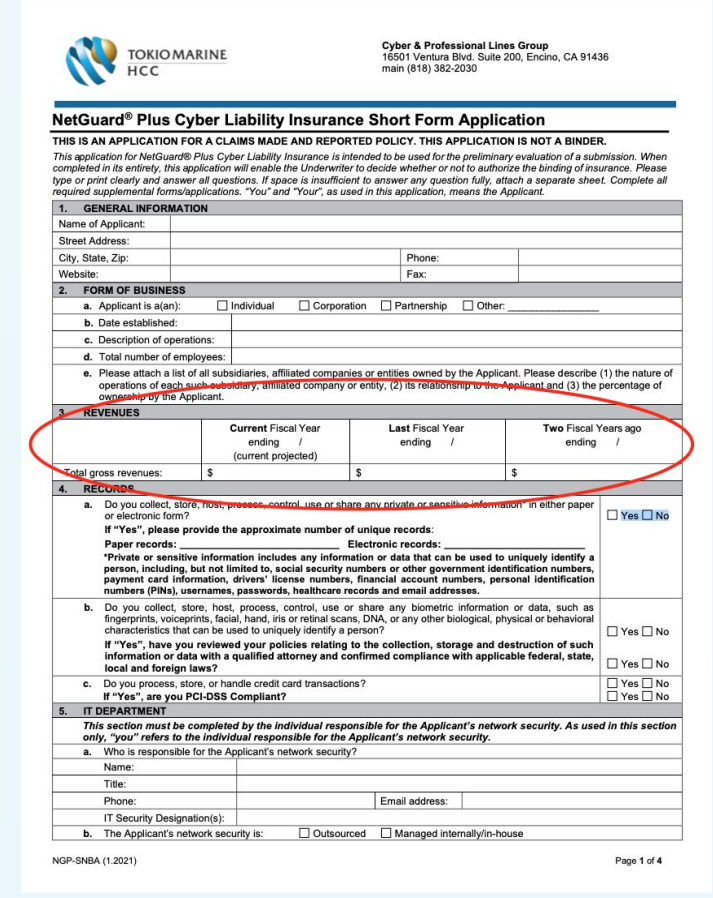 TOKIO MARINE
HCC
Cyber & Professional Lines Group
16501 Ventura Blvd. Suite 200, Encino, CA 91436
main (818) 382-2030
NetGuard® Plus Cyber Liability Insurance Short Form Application
THIS IS AN APPLICATION FOR A CLAIMS MADE AND REPORTED POLICY. THIS APPLICATION IS NOT A BINDER.
This application for NetGuard® Plus Cyber Liability Insurance is intended to be used for the preliminary evaluation of a submission. When
completed in its entirety, this application will enable the Underwriter to decide whether or not to authorize the binding of insurance. Please
type or print clearly and answer all questions. If space is insufficient to answer any question fully, attach a separate sheet. Complete all
required supplemental forms/applications. "You" and "Your", as used in this application, means the Applicant.
1. GENERAL INFORMATION
Name of Applicant:
Street Address:
City, State, Zip: Phone:
Website: Fax:
2. FORM OF BUSINESS
a. Applicant is a(an): ☐ Individual ☐ Corporation ☐ Partnership ☐ Other: ________________
b. Date established:
c. Description of operations:
d. Total number of employees:
e. Please attach a list of all subsidiaries, affiliated companies or entities owned by the Applicant. Please describe (1) the nature of
operations of each such subsidiary, affiliated company or entity, (2) its relationship to the Applicant and (3) the percentage of
ownership by the Applicant.
3. REVENUES
Current Fiscal Year Last Fiscal Year Two Fiscal Years ago
ending / ending / ending /
(current projected)
Total gross revenues: $ $ $
4. RECORDS
a. Do you collect, store, host, process, control, use or share any private or sensitive information* in either paper
or electronic form? ☐ Yes ☐ No
If "Yes", please provide the approximate number of unique records:
Paper records: ________________ Electronic records: ________________
*Private or sensitive information includes any information or data that can be used to uniquely identify a
person, including, but not limited to, social security numbers or other government identification numbers,
payment card information, drivers' license numbers, financial account numbers, personal identification
numbers (PINs), usernames, passwords, healthcare records and email addresses.
b. Do you collect, store, host, process, control, use or share any biometric information or data, such as
fingerprints, voiceprints, facial, hand, iris or retinal scans, DNA, or any other biological, physical or behavioral
characteristics that can be used to uniquely identify a person? ☐ Yes ☐ No
If "Yes", have you reviewed your policies relating to the collection, storage and destruction of such
information or data with a qualified attorney and confirmed compliance with applicable federal, state,
local and foreign laws? ☐ Yes ☐ No
c. Do you process, store, or handle credit card transactions? ☐ Yes ☐ No
If "Yes", are you PCI-DSS Compliant? ☐ Yes ☐ No
5. IT DEPARTMENT
This section must be completed by the individual responsible for the Applicant's network security. As used in this section
only, "you" refers to the individual responsible for the Applicant's network security.
a. Who is responsible for the Applicant's network security?
Name:
Title:
Phone: Email address:
IT Security Designation(s):
b. The Applicant's network security is: ☐ Outsourced ☐ Managed internally/in-house
NGP-SNBA (1.2021) Page 1 of 4